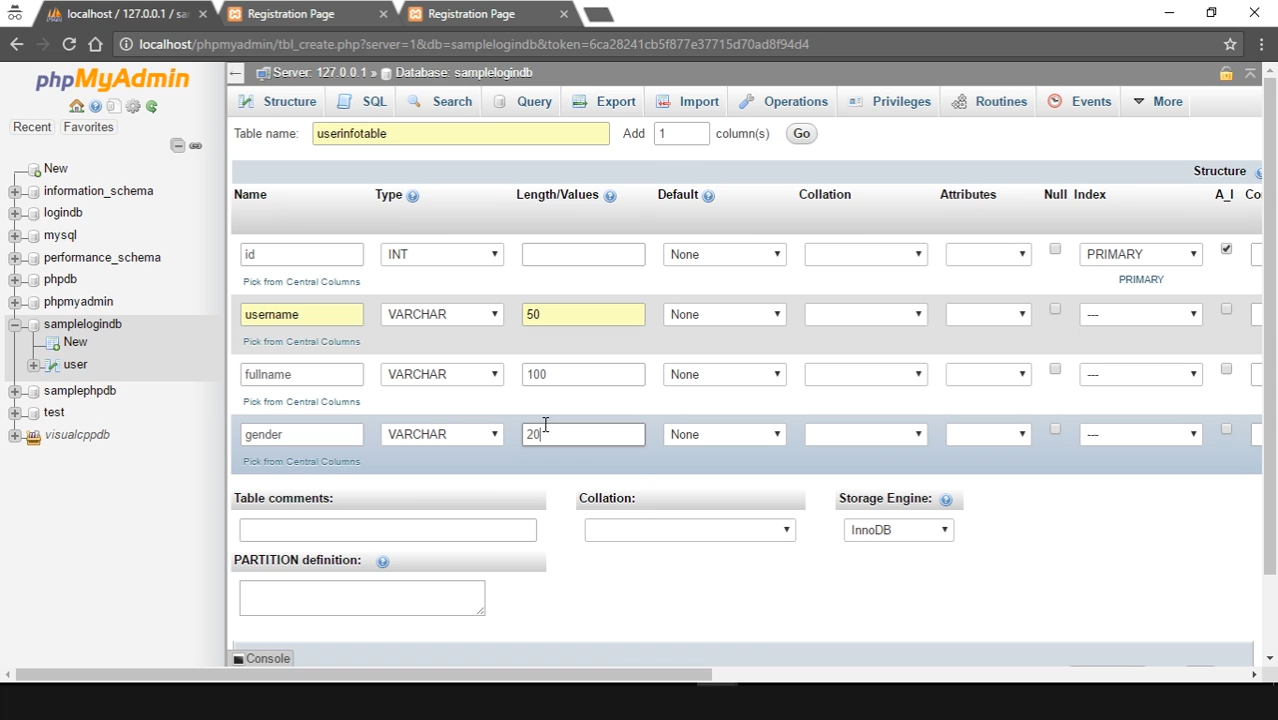 localhost / 127.0.0.1 / sa
Registration Page
Registration Page
localhost/phpmyadmin/tbl_create.php?server=1&db=samplelogindb&token=6ca28241cb5f877e37715d70ad8f94d4
phpMyAdmin
Recent
Favorites
New
information_schema
logindb
mysql
performance_schema
phpdb
phpmyadmin
samplelogindb
New
user
samplephpdb
test
visualcppdb
Server: 127.0.0.1 » Database: samplelogindb
Structure SQL Search Query Export Import Operations Privileges Routines Events More
Table name: userinfotable Add 1 column(s) Go
Structure
Name Type Length/Values Default Collation Attributes Null Index A_I Co
id INT None PRIMARY
Pick from Central Columns PRIMARY
username VARCHAR 50 None ---
Pick from Central Columns
fullname VARCHAR 100 None ---
Pick from Central Columns
gender VARCHAR 20 None ---
Pick from Central Columns
Table comments: Collation: Storage Engine:
InnoDB
PARTITION definition:
Console